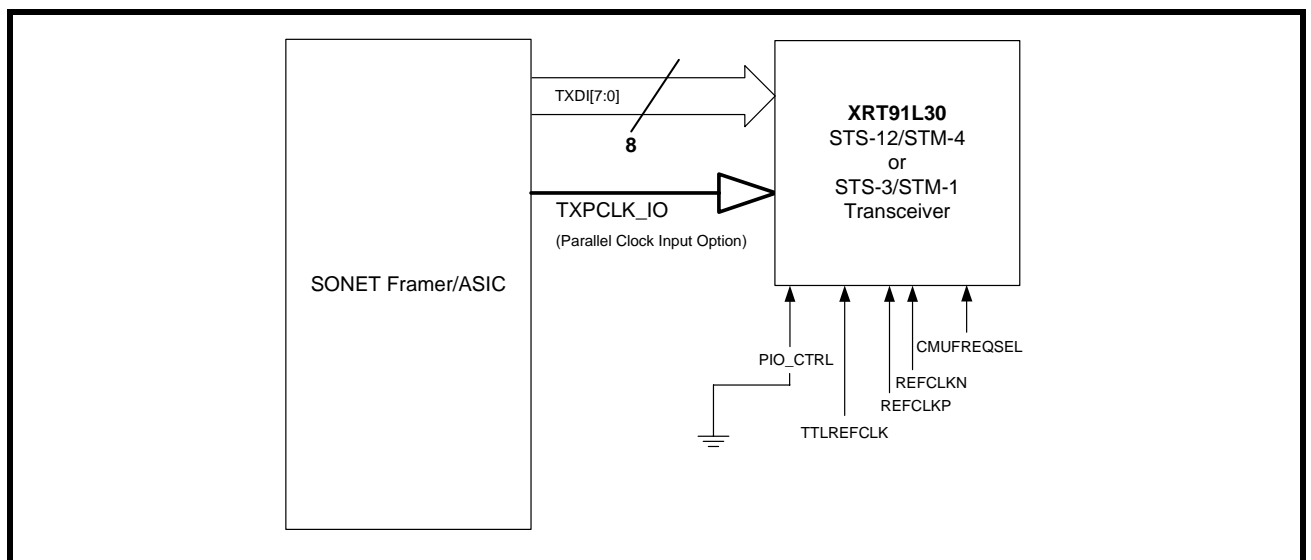 TXDI[7:0]
8
TXPCLK_IO
(Parallel Clock Input Option)
SONET Framer/ASIC
XRT91L30
STS-12/STM-4
or
STS-3/STM-1
Transceiver
PIO_CTRL
CMUFREQSEL
REFCLKN
REFCLKP
TTLREFCLK